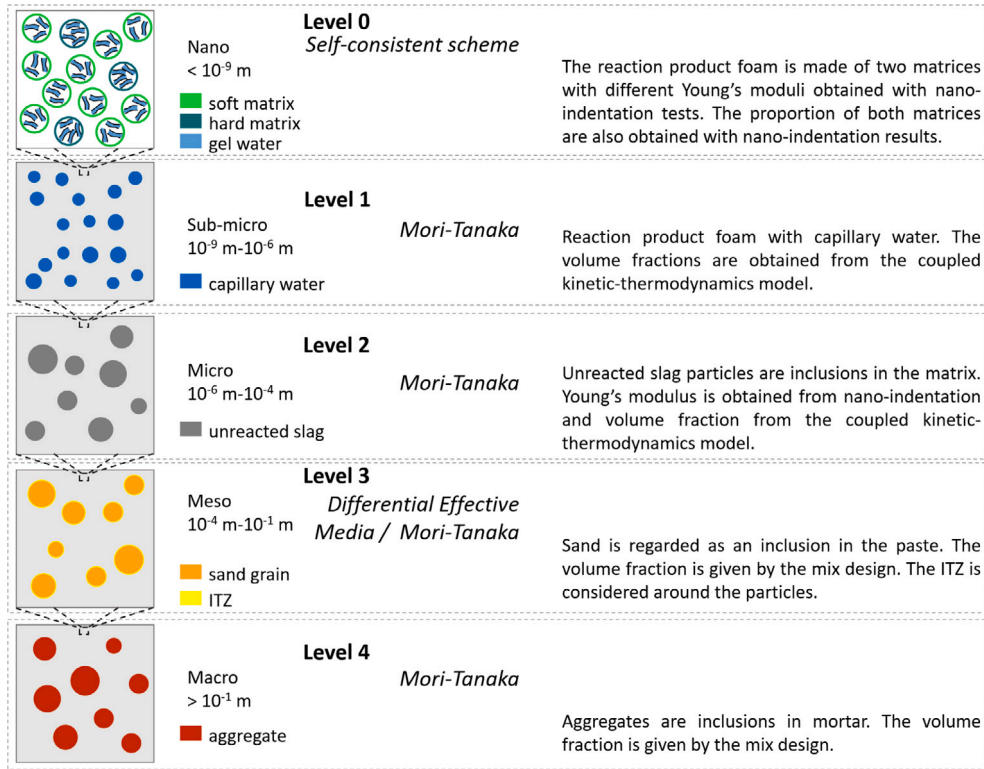 Level 0
Nano
Self-consistent scheme
< 10⁻⁹ m
soft matrix
hard matrix
gel water
The reaction product foam is made of two matrices
with different Young's moduli obtained with nano-
indentation tests. The proportion of both matrices
are also obtained with nano-indentation results.
Level 1
Sub-micro
Mori-Tanaka
10⁻⁹ m-10⁻⁶ m
capillary water
Reaction product foam with capillary water. The
volume fractions are obtained from the coupled
kinetic-thermodynamics model.
Level 2
Micro
Mori-Tanaka
10⁻⁶ m-10⁻⁴ m
unreacted slag
Unreacted slag particles are inclusions in the matrix.
Young's modulus is obtained from nano-indentation
and volume fraction from the coupled kinetic-
thermodynamics model.
Level 3
Meso
Differential Effective
Media / Mori-Tanaka
10⁻⁴ m-10⁻¹ m
sand grain
ITZ
Sand is regarded as an inclusion in the paste. The
volume fraction is given by the mix design. The ITZ is
considered around the particles.
Level 4
Macro
Mori-Tanaka
> 10⁻¹ m
aggregate
Aggregates are inclusions in mortar. The volume
fraction is given by the mix design.